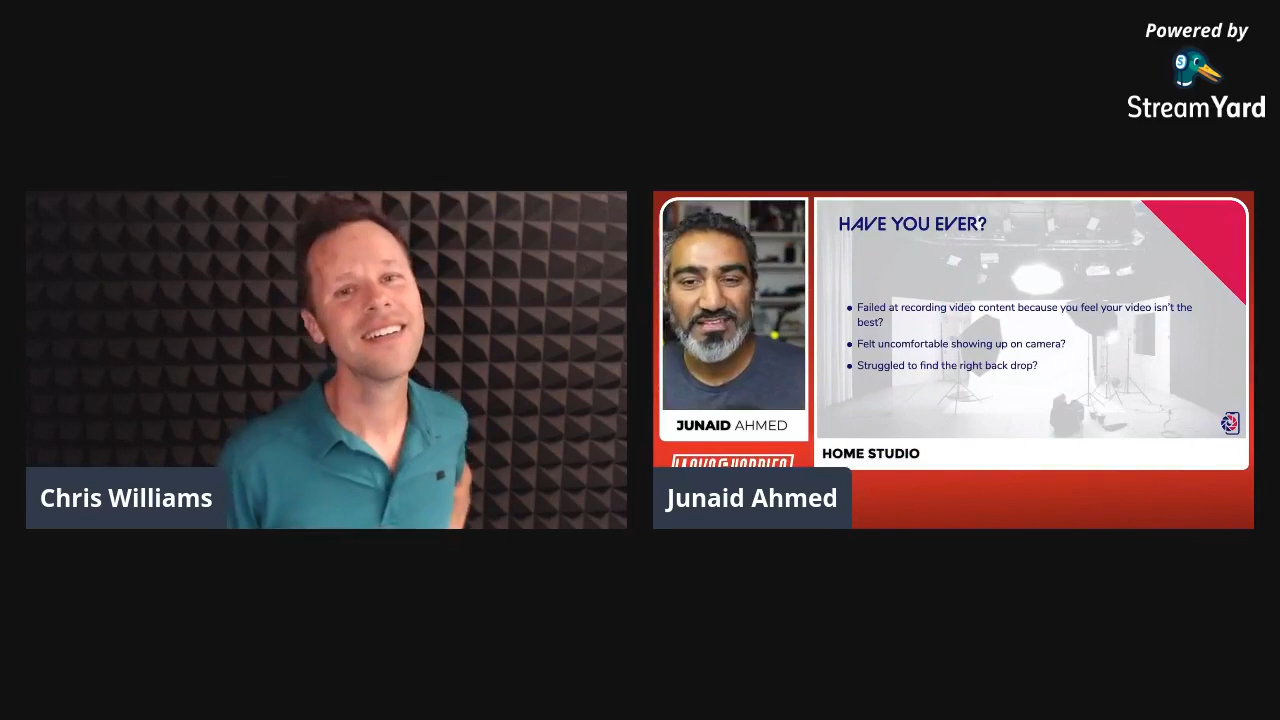 Powered by
StreamYard
HAVE YOU EVER?
• Failed at recording video content because you feel your video isn't the
best?
• Felt uncomfortable showing up on camera?
• Struggled to find the right back drop?
JUNAID AHMED
HOME STUDIO
Chris Williams
Junaid Ahmed